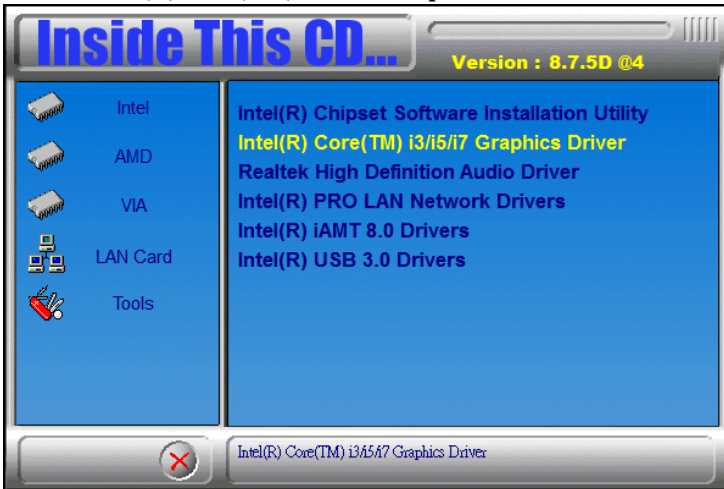 Inside This CD...
Version : 8.7.5D @4
Intel
AMD
VIA
LAN Card
Tools
Intel(R) Chipset Software Installation Utility
Intel(R) Core(TM) i3/i5/i7 Graphics Driver
Realtek High Definition Audio Driver
Intel(R) PRO LAN Network Drivers
Intel(R) iAMT 8.0 Drivers
Intel(R) USB 3.0 Drivers
Intel(R) Core(TM) i3/i5/i7 Graphics Driver